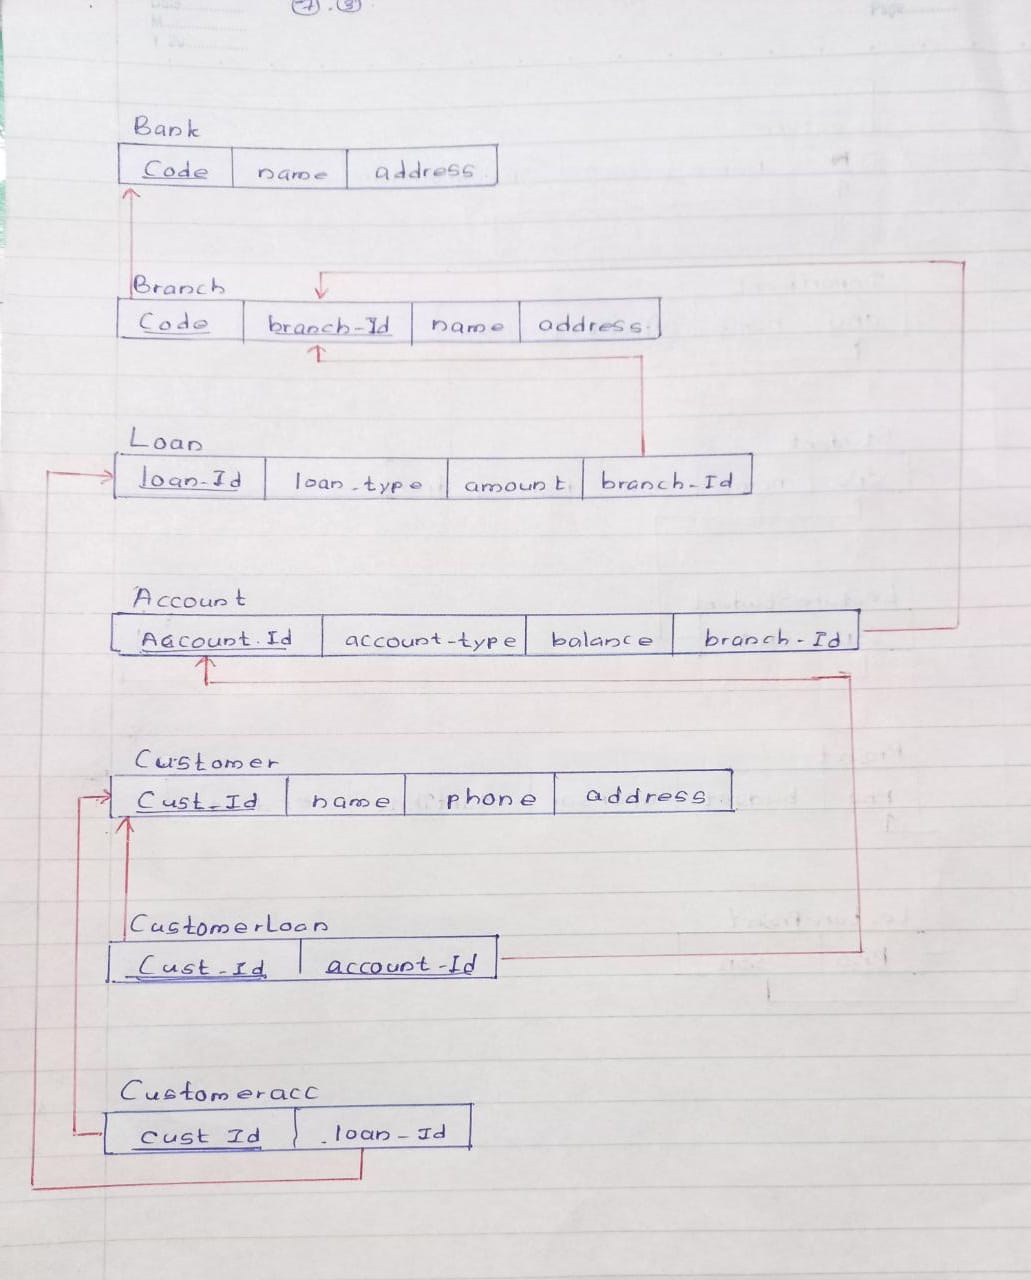 7.3
Bank
Code name address
Branch
Code branch-Id name address
Loan
loan-Id loan-type amount branch-Id
Account
Account-Id account-type balance branch-Id
Customer
Cust-Id name phone address
CustomerLoan
Cust-Id account-Id
Customeracc
Cust Id loan-Id